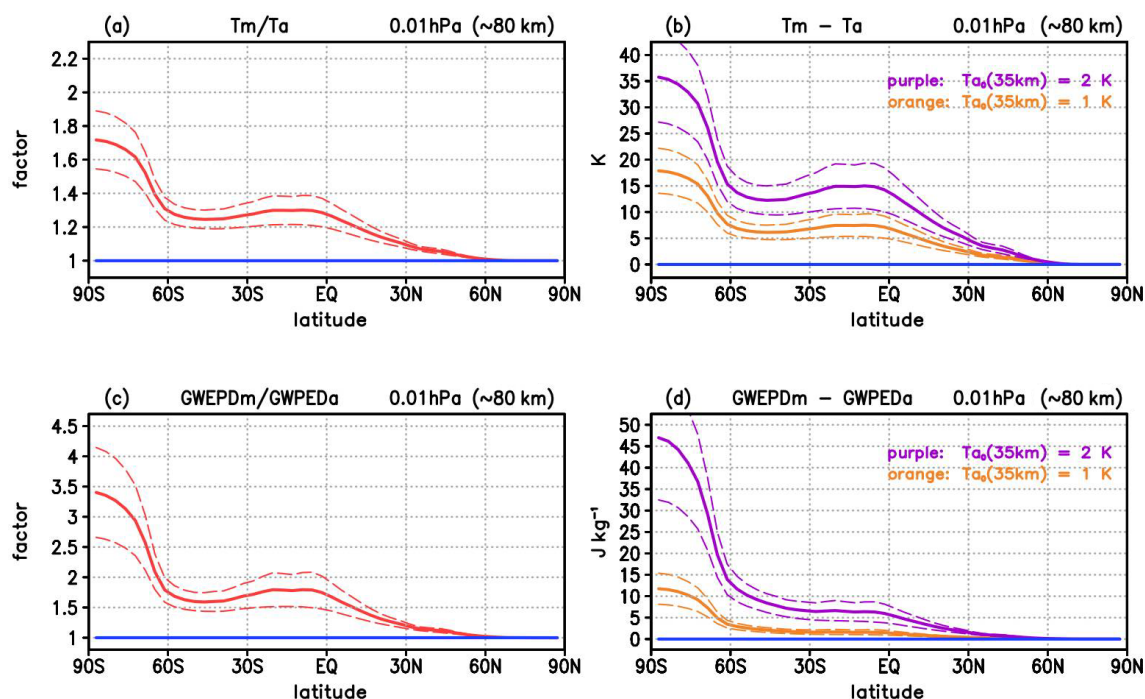 (a) Tm/Ta 0.01hPa (~80 km)
factor
2.2
2
1.8
1.6
1.4
1.2
1
90S 60S 30S EQ 30N 60N 90N
latitude
(b) Tm − Ta 0.01hPa (~80 km)
purple: Ta₀(35km) = 2 K
orange: Ta₀(35km) = 1 K
K
40
35
30
25
20
15
10
5
0
90S 60S 30S EQ 30N 60N 90N
latitude
(c) GWEPDm/GWPEDa 0.01hPa (~80 km)
factor
4.5
4
3.5
3
2.5
2
1.5
1
90S 60S 30S EQ 30N 60N 90N
latitude
(d) GWEPDm − GWPEDa 0.01hPa (~80 km)
purple: Ta₀(35km) = 2 K
orange: Ta₀(35km) = 1 K
J kg⁻¹
50
45
40
35
30
25
20
15
10
5
0
90S 60S 30S EQ 30N 60N 90N
latitude